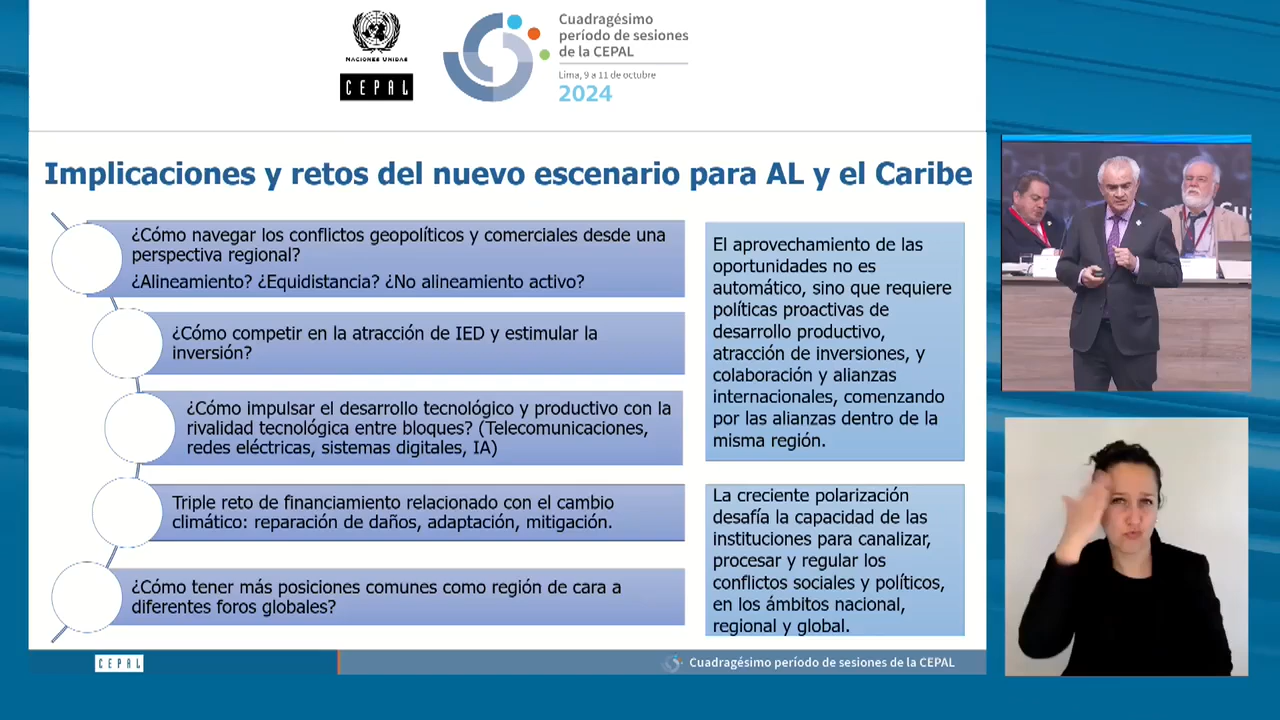 NACIONES UNIDAS
CEPAL
Cuadragésimo
período de sesiones
de la CEPAL
Lima, 9 a 11 de octubre
2024
Implicaciones y retos del nuevo escenario para AL y el Caribe
¿Cómo navegar los conflictos geopolíticos y comerciales desde una
perspectiva regional?
¿Alineamiento? ¿Equidistancia? ¿No alineamiento activo?
¿Cómo competir en la atracción de IED y estimular la
inversión?
¿Cómo impulsar el desarrollo tecnológico y productivo con la
rivalidad tecnológica entre bloques? (Telecomunicaciones,
redes eléctricas, sistemas digitales, IA)
Triple reto de financiamiento relacionado con el cambio
climático: reparación de daños, adaptación, mitigación.
¿Cómo tener más posiciones comunes como región de cara a
diferentes foros globales?
El aprovechamiento de las
oportunidades no es
automático, sino que requiere
políticas proactivas de
desarrollo productivo,
atracción de inversiones, y
colaboración y alianzas
internacionales, comenzando
por las alianzas dentro de la
misma región.
La creciente polarización
desafía la capacidad de las
instituciones para canalizar,
procesar y regular los
conflictos sociales y políticos,
en los ámbitos nacional,
regional y global.
CEPAL
Cuadragésimo período de sesiones de la CEPAL